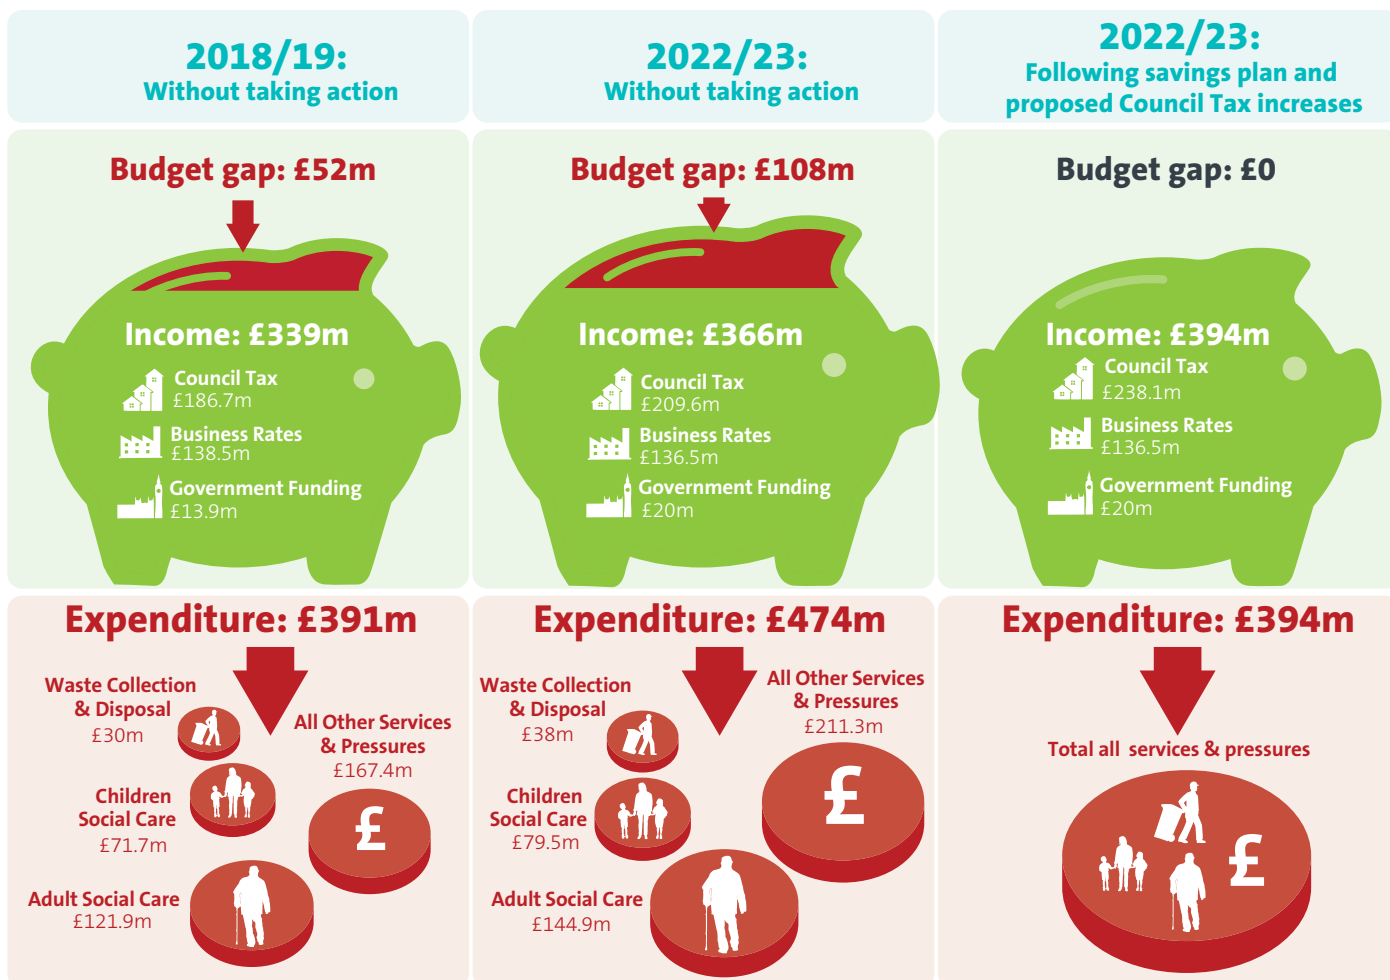 2018/19:
Without taking action
Budget gap: £52m
Income: £339m
Council Tax
£186.7m
Business Rates
£138.5m
Government Funding
£13.9m
Expenditure: £391m
Waste Collection
& Disposal
£30m
All Other Services
& Pressures
£167.4m
£
Children
Social Care
£71.7m
Adult Social Care
£121.9m
2022/23:
Without taking action
Budget gap: £108m
Income: £366m
Council Tax
£209.6m
Business Rates
£136.5m
Government Funding
£20m
Expenditure: £474m
Waste Collection
& Disposal
£38m
All Other Services
& Pressures
£211.3m
£
Children
Social Care
£79.5m
Adult Social Care
£144.9m
2022/23:
Following savings plan and
proposed Council Tax increases
Budget gap: £0
Income: £394m
Council Tax
£238.1m
Business Rates
£136.5m
Government Funding
£20m
Expenditure: £394m
Total all services & pressures
£